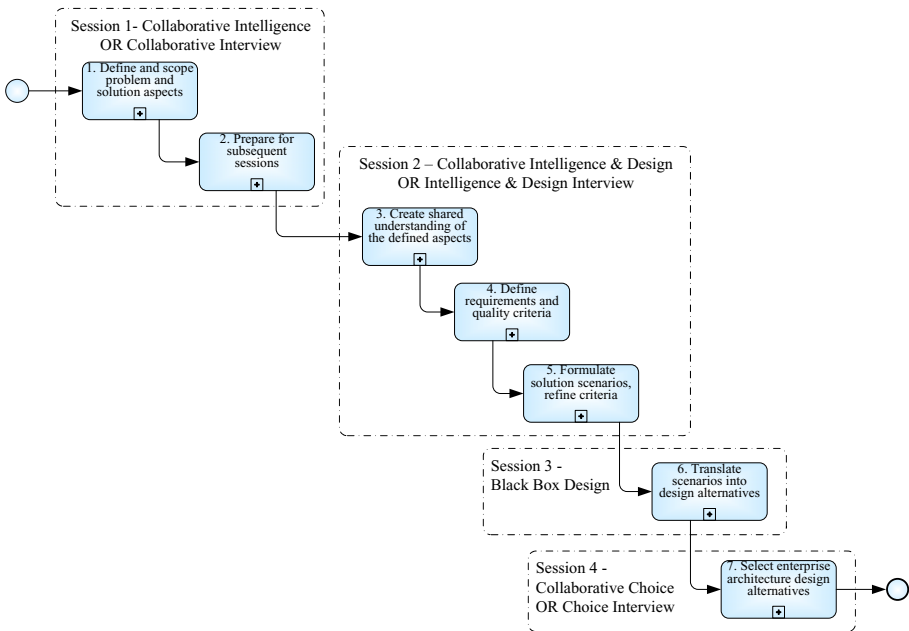 Session 1- Collaborative Intelligence
OR Collaborative Interview
1. Define and scope
problem and
solution aspects
2. Prepare for
subsequent
sessions
Session 2 – Collaborative Intelligence & Design
OR Intelligence & Design Interview
3. Create shared
understanding of
the defined aspects
4. Define
requirements and
quality criteria
5. Formulate
solution scenarios,
refine criteria
Session 3 -
Black Box Design
6. Translate
scenarios into
design alternatives
Session 4 -
Collaborative Choice
OR Choice Interview
7. Select enterprise
architecture design
alternatives